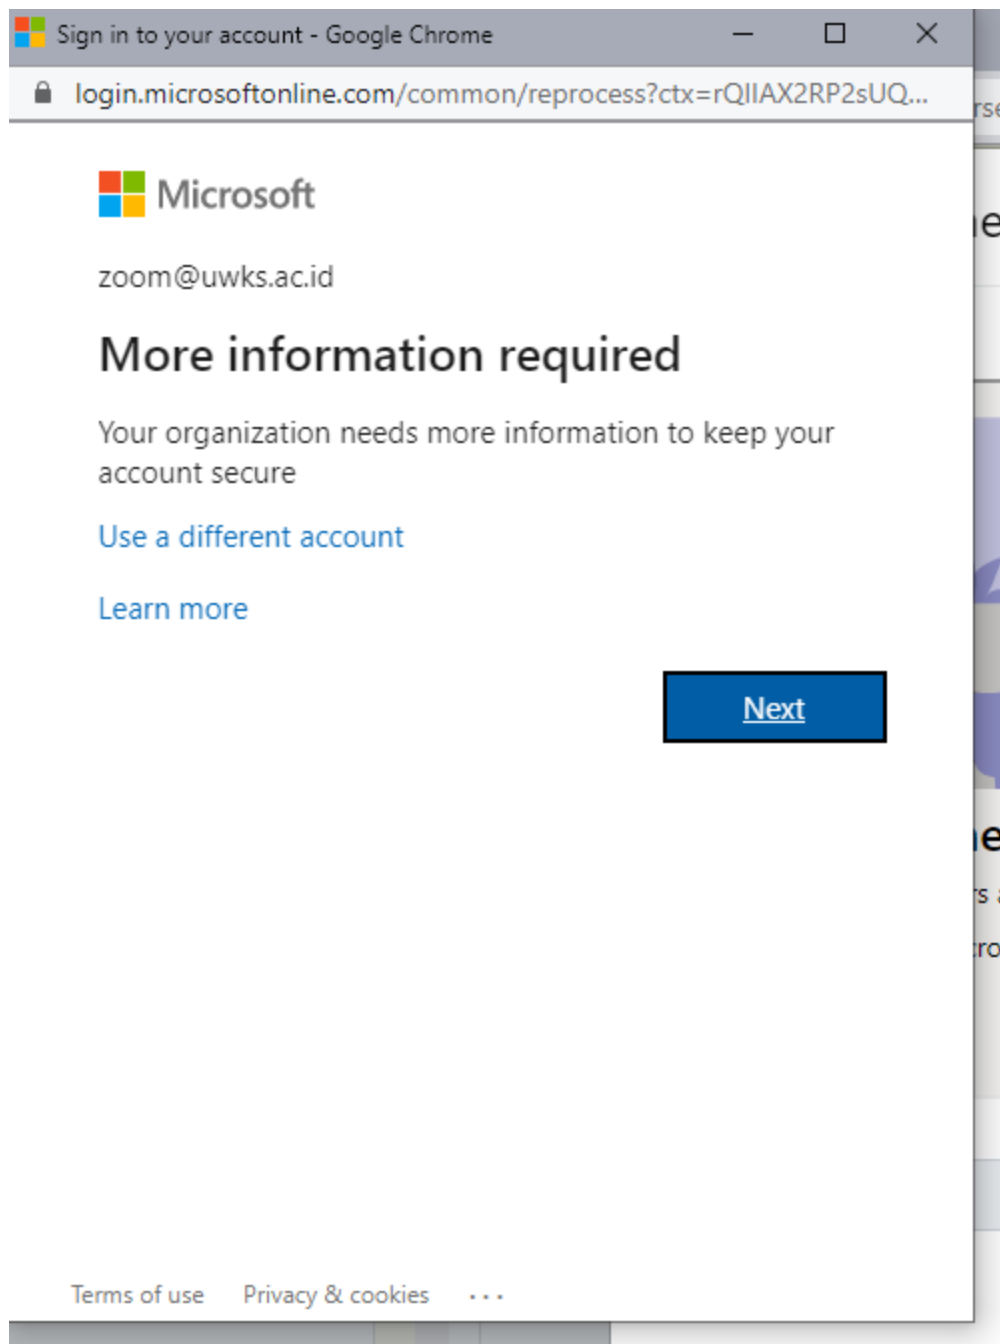 Sign in to your account - Google Chrome
login.microsoftonline.com/common/reprocess?ctx=rQIIAX2RP2sUQ...
Microsoft
zoom@uwks.ac.id
More information required
Your organization needs more information to keep your
account secure
Use a different account
Learn more
Next
Terms of use Privacy & cookies ...